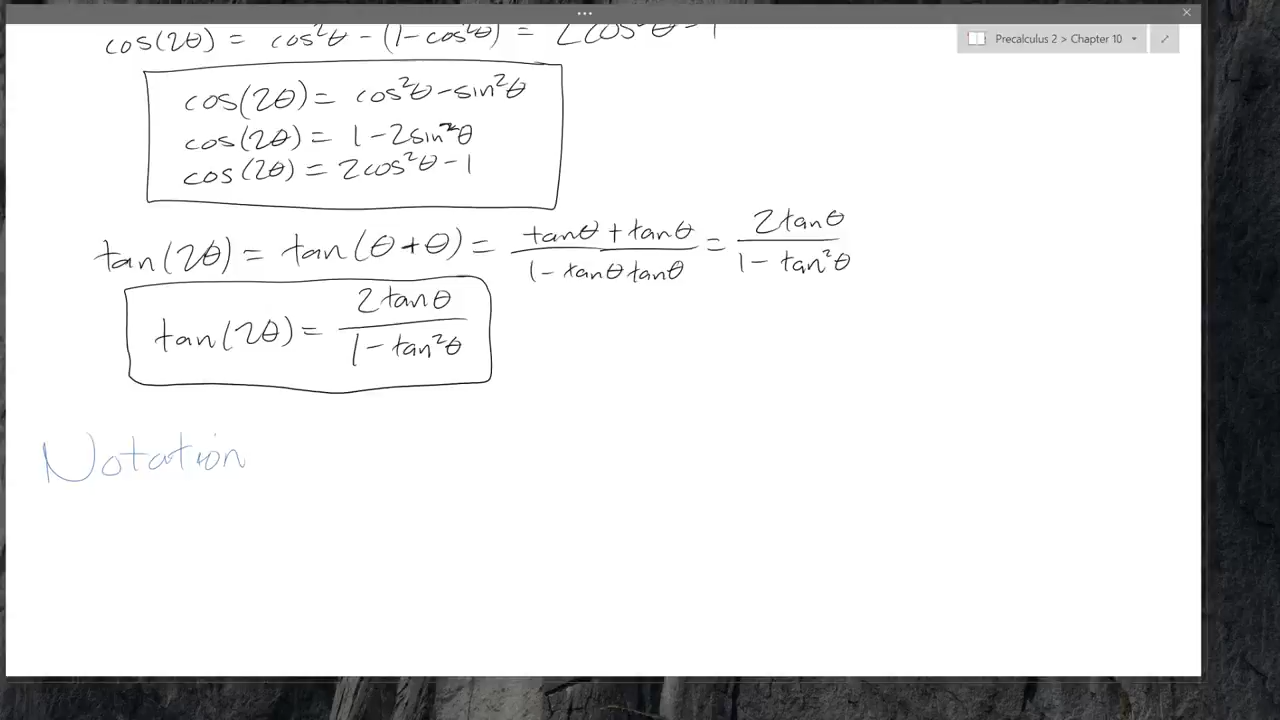 ...
Precalculus 2 > Chapter 10
cos(2θ) = cos²θ - (1-cos²θ) = 2cos²θ - 1
cos(2θ) = cos²θ - sin²θ
cos(2θ) = 1 - 2sin²θ
cos(2θ) = 2cos²θ - 1
tan(2θ) = tan(θ+θ) = (tanθ + tanθ)/(1 - tanθ tanθ) = (2tanθ)/(1 - tan²θ)
tan(2θ) = (2tanθ)/(1 - tan²θ)
Notation